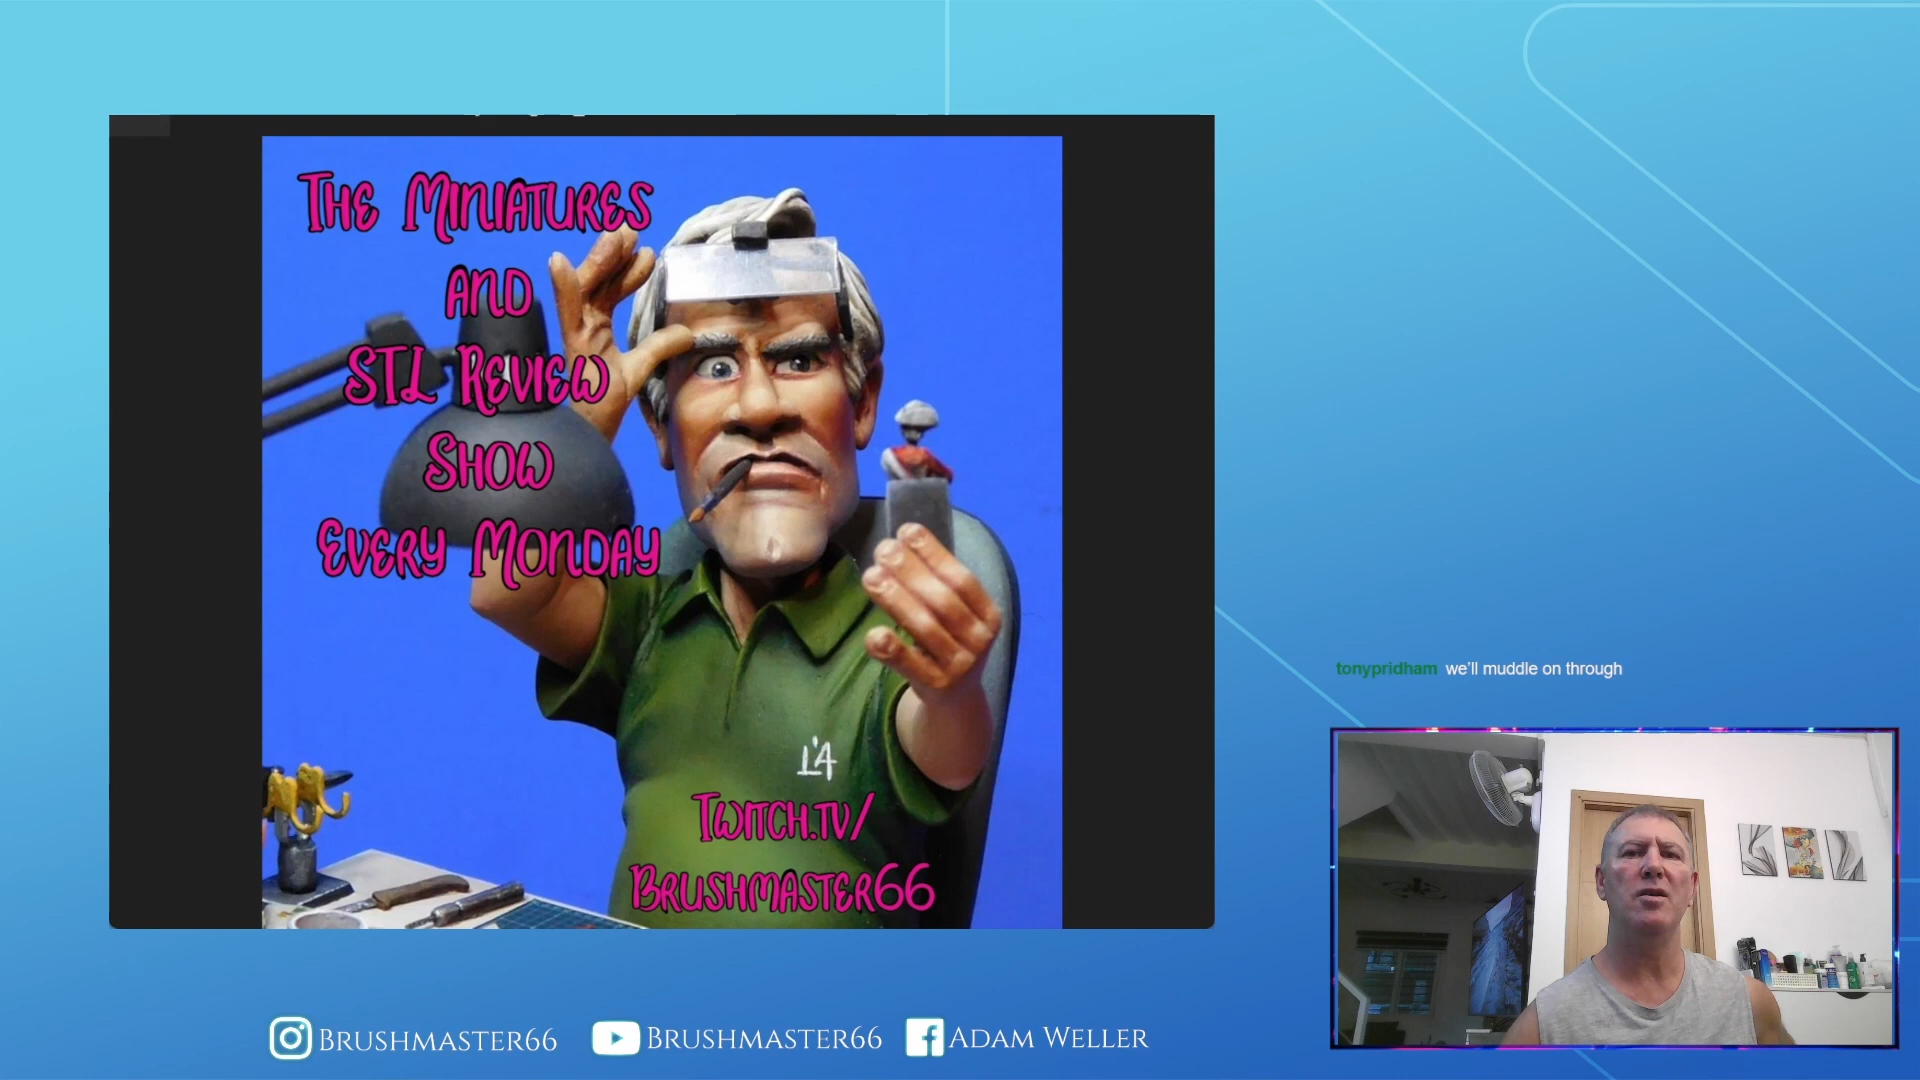 The Miniatures
and
STL Review
Show
Every Monday
L'A
Twitch.tv/
Brushmaster66
tonypridham we'll muddle on through
Brushmaster66
Brushmaster66
Adam Weller